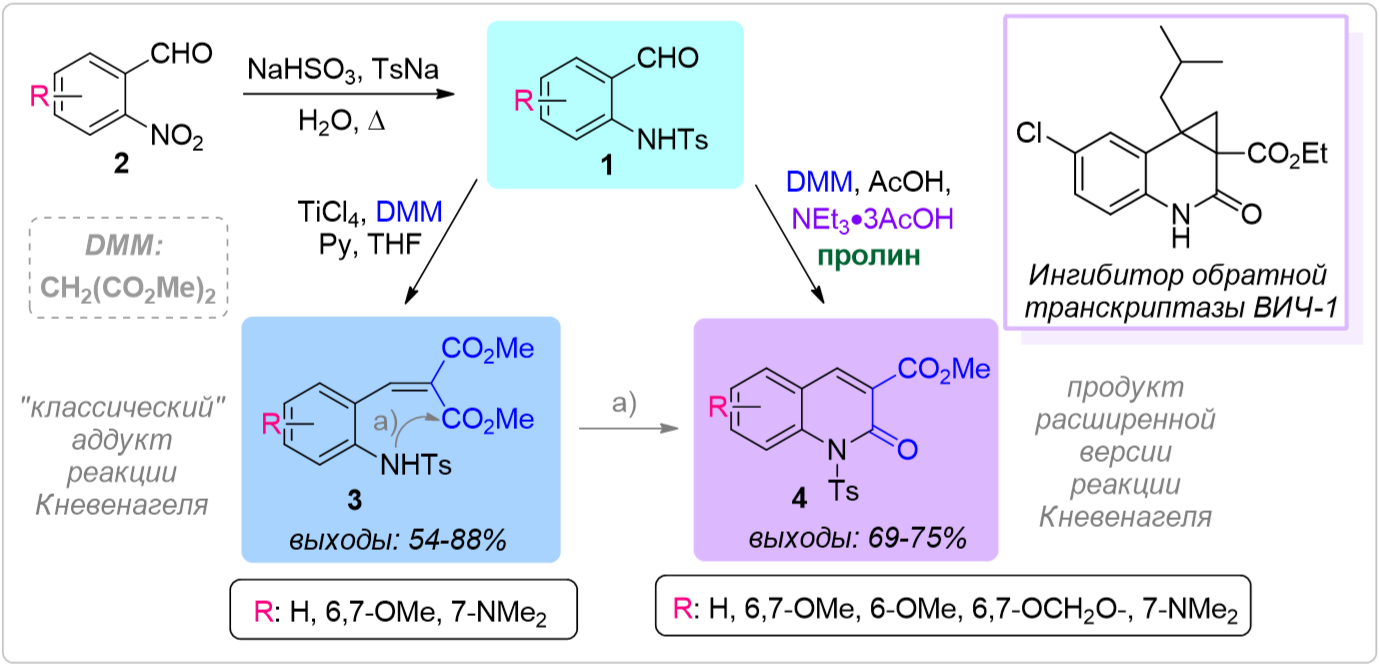 CHO
R
NO₂
2
NaHSO₃, TsNa
H₂O, Δ
CHO
R
NHTs
1
Cl
CO₂Et
N
H
O
Ингибитор обратной
транскриптазы ВИЧ-1
DMM:
CH₂(CO₂Me)₂
TiCl₄, DMM
Py, THF
DMM, AcOH,
NEt₃•3AcOH
пролин
"классический"
аддукт
реакции
Кневенагеля
CO₂Me
R
a)
CO₂Me
NHTs
3
выходы: 54-88%
a)
CO₂Me
R
N
O
Ts
4
выходы: 69-75%
продукт
расширенной
версии
реакции
Кневенагеля
R: H, 6,7-OMe, 7-NMe₂
R: H, 6,7-OMe, 6-OMe, 6,7-OCH₂O-, 7-NMe₂